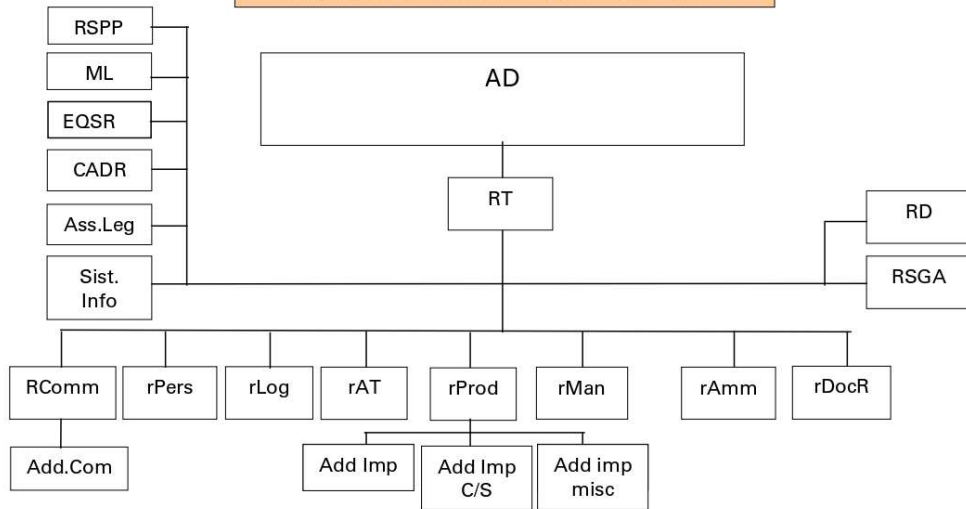 RSPP
ML
EQSR
CADR
Ass.Leg
Sist.
Info
AD
RT
RD
RSGA
RComm
rPers
rLog
rAT
rProd
rMan
rAmm
rDocR
Add.Com
Add Imp
Add Imp
C/S
Add imp
misc